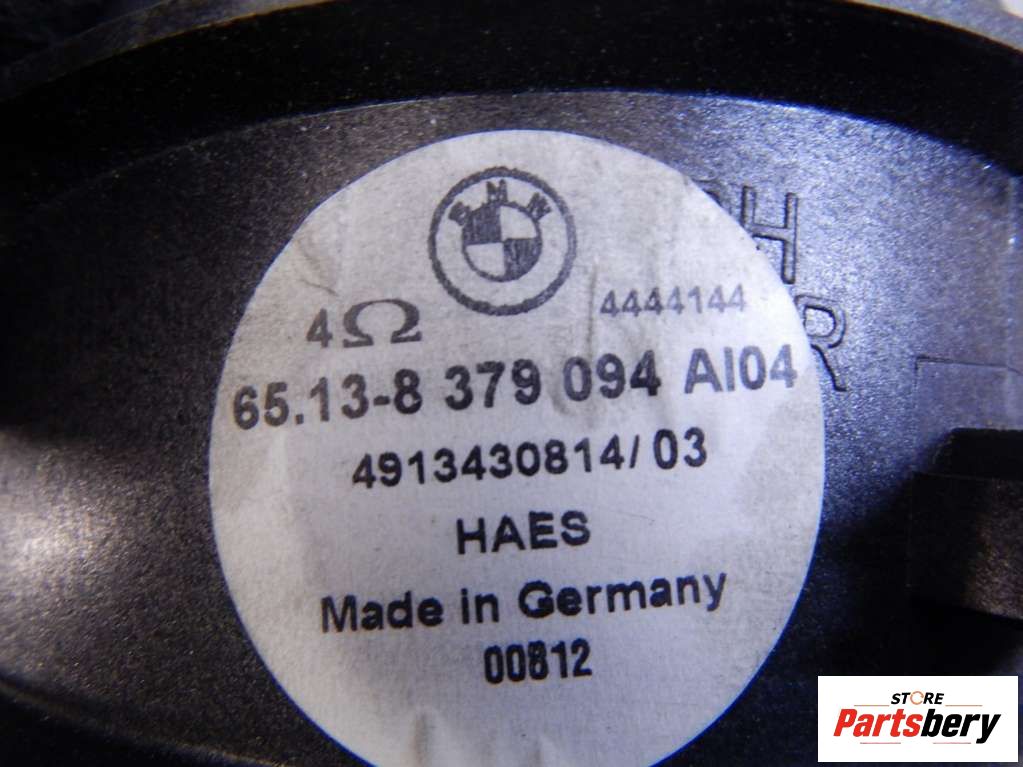 BMW
4Ω
4444144
65.13-8 379 094 AI04
4913430814/03
HAES
Made in Germany
00812
H
R
STORE
Partsbery